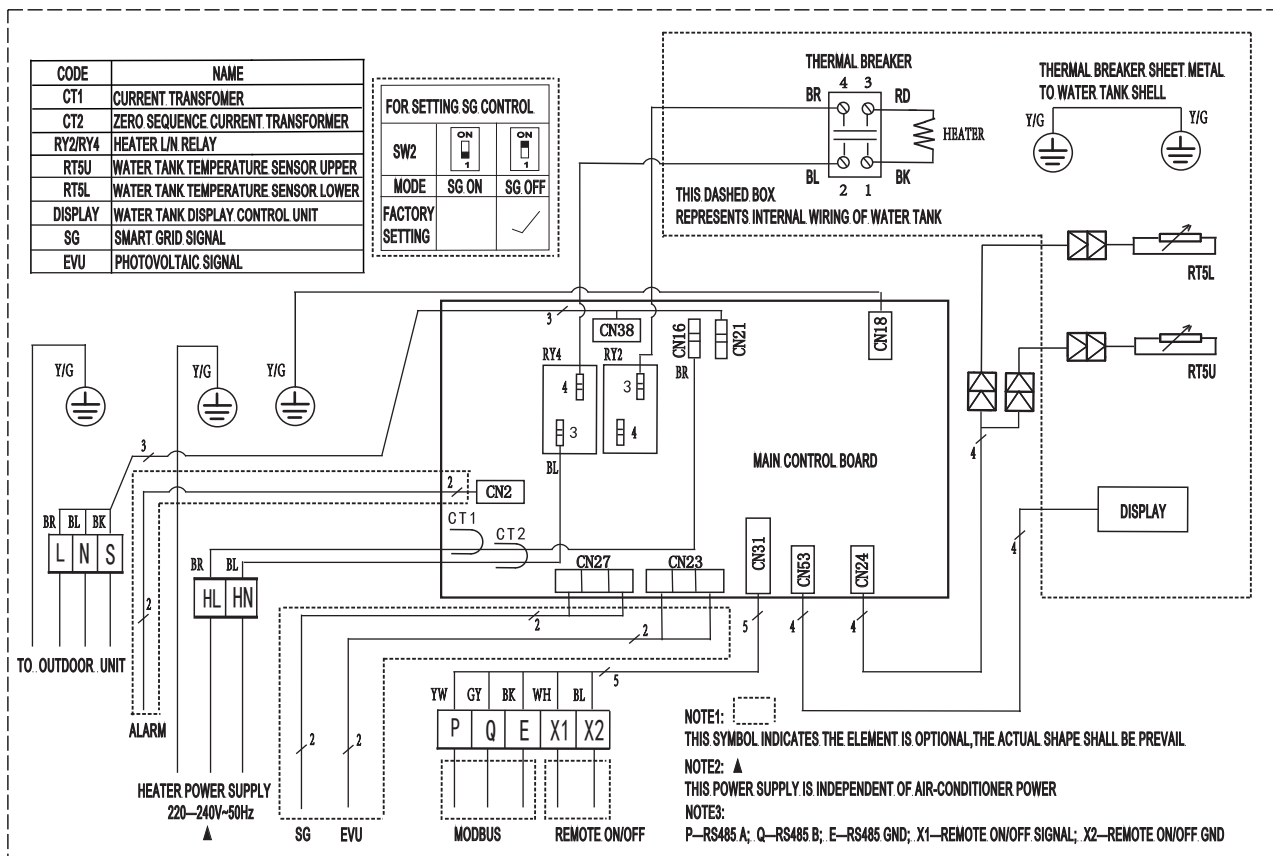 CODE NAME
CT1 CURRENT TRANSFOMER
CT2 ZERO SEQUENCE CURRENT TRANSFORMER
RY2/RY4 HEATER L/N RELAY
RT5U WATER TANK TEMPERATURE SENSOR UPPER
RT5L WATER TANK TEMPERATURE SENSOR LOWER
DISPLAY WATER TANK DISPLAY CONTROL UNIT
SG SMART GRID SIGNAL
EVU PHOTOVOLTAIC SIGNAL
FOR SETTING SG CONTROL
SW2 ON 1 ON 1
MODE SG ON SG OFF
FACTORY
SETTING
THERMAL BREAKER
4 3
BR RD
HEATER
BL BK
2 1
THIS DASHED BOX
REPRESENTS INTERNAL WIRING OF WATER TANK
THERMAL BREAKER SHEET METAL
TO WATER TANK SHELL
Y/G Y/G
RT5L
RT5U
4
DISPLAY
4
Y/G Y/G Y/G
3
3
CN38 CN16 CN21 CN18
BR
RY4 RY2
4 3
3 4
BL
MAIN CONTROL BOARD
2 CN2
CT1 CT2
CN27 CN23 CN31 CN53 CN24
BR BL BK
L N S
TO OUTDOOR UNIT
2
ALARM
BR BL
HL HN
HEATER POWER SUPPLY
220—240V~50Hz
▲
2 2
2 2
SG EVU
5 4 4
5
YW GY BK WH BL
P Q E X1 X2
MODBUS REMOTE ON/OFF
NOTE1:
THIS SYMBOL INDICATES THE ELEMENT IS OPTIONAL,THE ACTUAL SHAPE SHALL BE PREVAIL
NOTE2: ▲
THIS POWER SUPPLY IS INDEPENDENT OF AIR-CONDITIONER POWER
NOTE3:
P—RS485 A; Q—RS485 B; E—RS485 GND; X1—REMOTE ON/OFF SIGNAL; X2—REMOTE ON/OFF GND